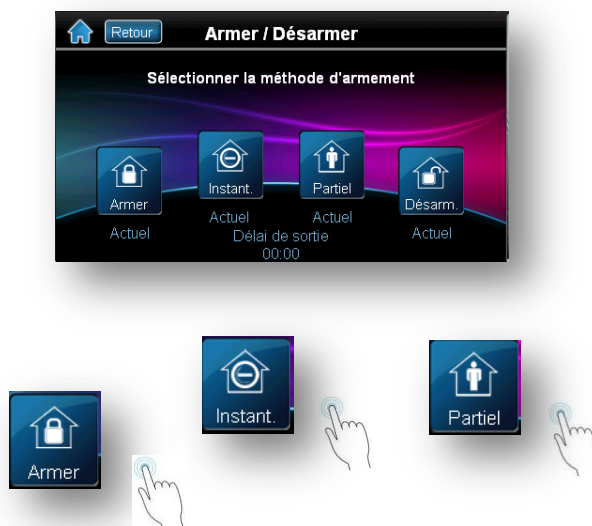 Retour
Armer / Désarmer
Sélectionner la méthode d'armement
Armer
Instant.
Partiel
Désarm.
Actuel
Actuel
Actuel
Actuel
Délai de sortie
00:00
Armer
Instant.
Partiel